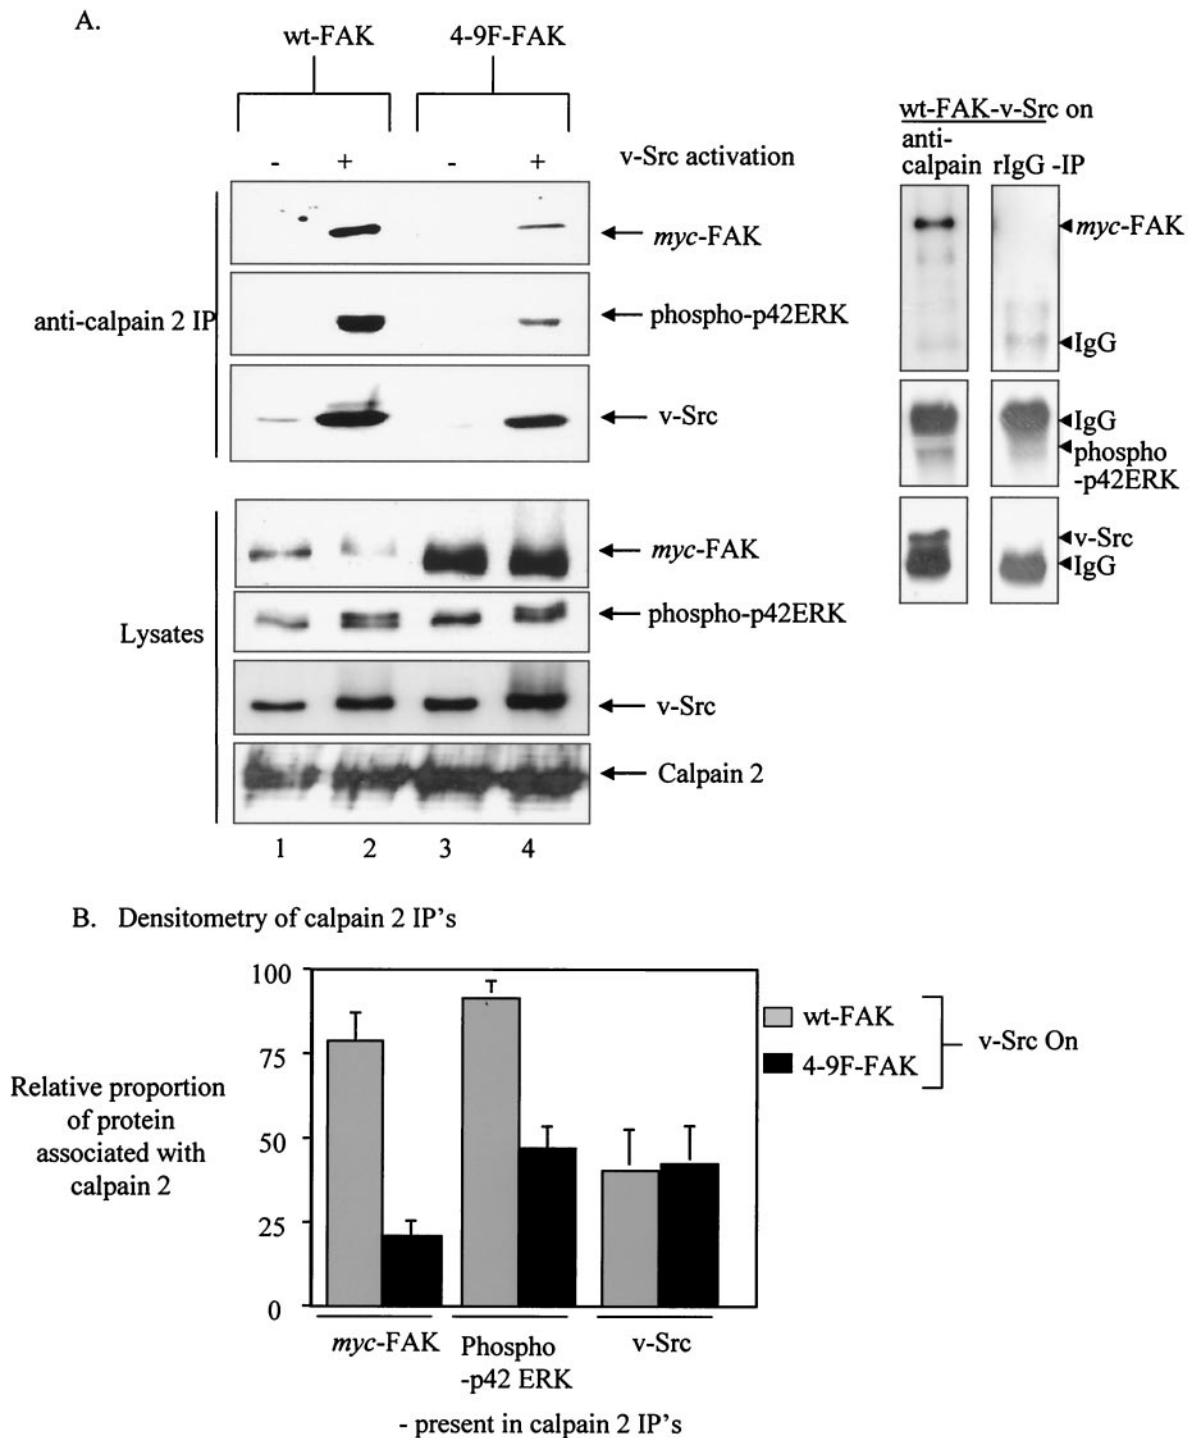 A.
wt-FAK 4-9F-FAK
- + - + v-Src activation
anti-calpain 2 IP
myc-FAK
phospho-p42ERK
v-Src
Lysates
myc-FAK
phospho-p42ERK
v-Src
Calpain 2
1 2 3 4
wt-FAK-v-Src on
anti-
calpain rIgG -IP
myc-FAK
IgG
IgG
phospho
-p42ERK
v-Src
IgG
B. Densitometry of calpain 2 IP's
Relative proportion
of protein
associated with
calpain 2
100
75
50
25
0
wt-FAK
4-9F-FAK
v-Src On
myc-FAK Phospho v-Src
-p42 ERK
- present in calpain 2 IP's